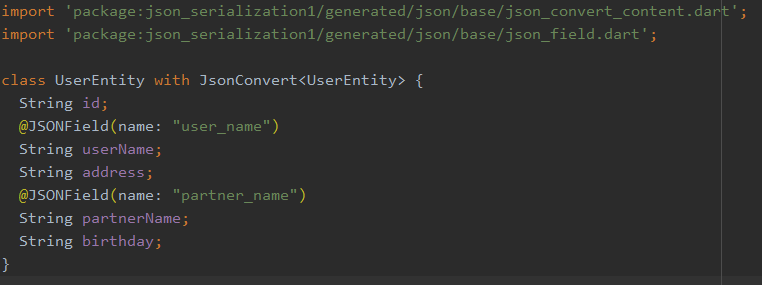 import 'package:json_serialization1/generated/json/base/json_convert_content.dart';
import 'package:json_serialization1/generated/json/base/json_field.dart';

class UserEntity with JsonConvert<UserEntity> {
  String id;
  @JSONField(name: "user_name")
  String userName;
  String address;
  @JSONField(name: "partner_name")
  String partnerName;
  String birthday;
}